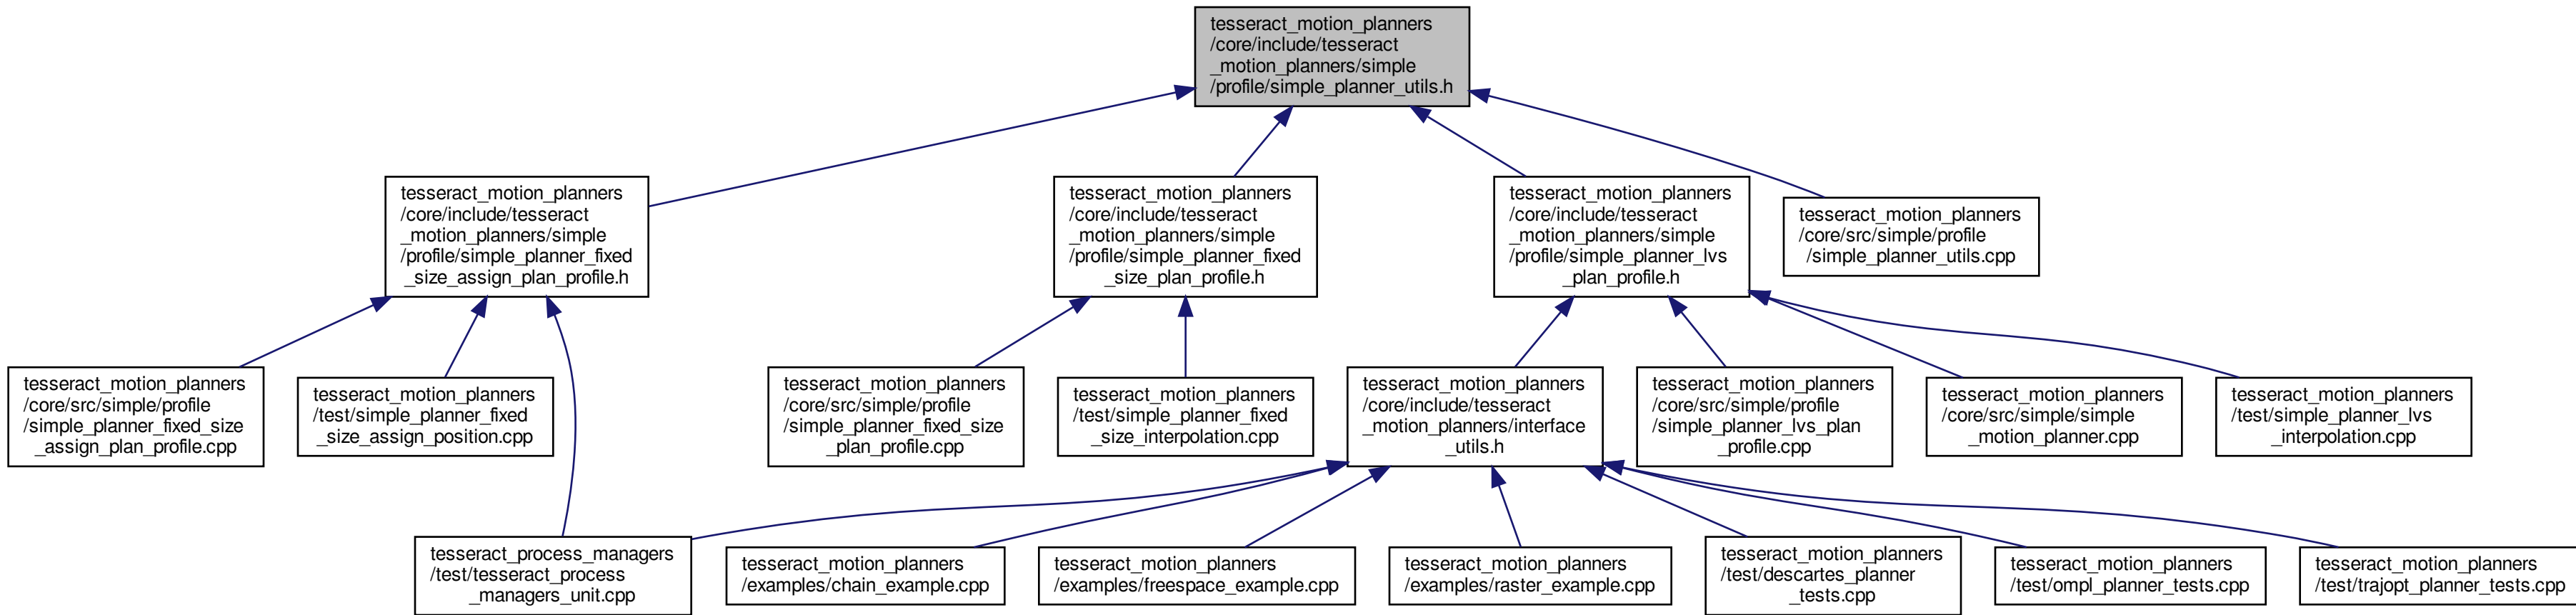 tesseract_motion_planners
/core/include/tesseract
_motion_planners/simple
/profile/simple_planner_utils.h
tesseract_motion_planners
/core/include/tesseract
_motion_planners/simple
/profile/simple_planner_fixed
_size_assign_plan_profile.h
tesseract_motion_planners
/core/include/tesseract
_motion_planners/simple
/profile/simple_planner_fixed
_size_plan_profile.h
tesseract_motion_planners
/core/include/tesseract
_motion_planners/simple
/profile/simple_planner_lvs
_plan_profile.h
tesseract_motion_planners
/core/src/simple/profile
/simple_planner_utils.cpp
tesseract_motion_planners
/core/src/simple/profile
/simple_planner_fixed_size
_assign_plan_profile.cpp
tesseract_motion_planners
/test/simple_planner_fixed
_size_assign_position.cpp
tesseract_motion_planners
/core/src/simple/profile
/simple_planner_fixed_size
_plan_profile.cpp
tesseract_motion_planners
/test/simple_planner_fixed
_size_interpolation.cpp
tesseract_motion_planners
/core/include/tesseract
_motion_planners/interface
_utils.h
tesseract_motion_planners
/core/src/simple/profile
/simple_planner_lvs_plan
_profile.cpp
tesseract_motion_planners
/core/src/simple/simple
_motion_planner.cpp
tesseract_motion_planners
/test/simple_planner_lvs
_interpolation.cpp
tesseract_process_managers
/test/tesseract_process
_managers_unit.cpp
tesseract_motion_planners
/examples/chain_example.cpp
tesseract_motion_planners
/examples/freespace_example.cpp
tesseract_motion_planners
/examples/raster_example.cpp
tesseract_motion_planners
/test/descartes_planner
_tests.cpp
tesseract_motion_planners
/test/ompl_planner_tests.cpp
tesseract_motion_planners
/test/trajopt_planner_tests.cpp